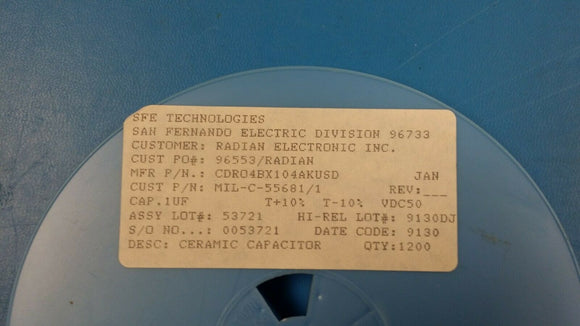 SFE TECHNOLOGIES
SAN FERNANDO ELECTRIC DIVISION 96733
CUSTOMER: RADIAN ELECTRONIC INC.
CUST PO#: 96553/RADIAN
MFR P/N.: CDR04BX104AKUSD JAN
CUST P/N: MIL-C-55681/1 REV:___
CAP.1UF T+10% T-10% VDC50
ASSY LOT#: 53721 HI-REL LOT#: 9130DJ
S/O NO...: 0053721 DATE CODE: 9130
DESC: CERAMIC CAPACITOR QTY:1200